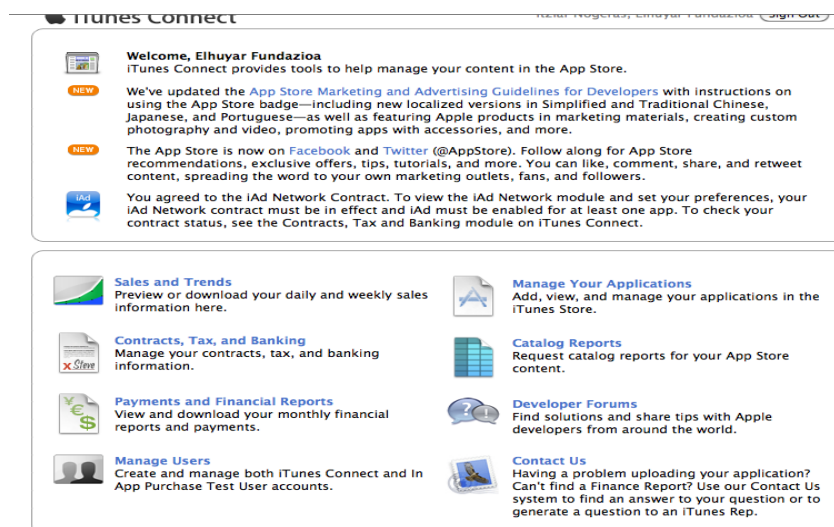 iTunes Connect
Itziar Nogeras, Elhuyar Fundazioa Sign Out
Welcome, Elhuyar Fundazioa
iTunes Connect provides tools to help manage your content in the App Store.
NEW
We've updated the App Store Marketing and Advertising Guidelines for Developers with instructions on
using the App Store badge—including new localized versions in Simplified and Traditional Chinese,
Japanese, and Portuguese—as well as featuring Apple products in marketing materials, creating custom
photography and video, promoting apps with accessories, and more.
NEW
The App Store is now on Facebook and Twitter (@AppStore). Follow along for App Store
recommendations, exclusive offers, tips, tutorials, and more. You can like, comment, share, and retweet
content, spreading the word to your own marketing outlets, fans, and followers.
iAd
You agreed to the iAd Network Contract. To view the iAd Network module and set your preferences, your
iAd Network contract must be in effect and iAd must be enabled for at least one app. To check your
contract status, see the Contracts, Tax and Banking module on iTunes Connect.
Sales and Trends
Preview or download your daily and weekly sales
information here.
Manage Your Applications
Add, view, and manage your applications in the
iTunes Store.
Contracts, Tax, and Banking
Manage your contracts, tax, and banking
information.
X Steve
Catalog Reports
Request catalog reports for your App Store
content.
Payments and Financial Reports
View and download your monthly financial
reports and payments.
¥ € $
Developer Forums
Find solutions and share tips with Apple
developers from around the world.
Manage Users
Create and manage both iTunes Connect and In
App Purchase Test User accounts.
Contact Us
Having a problem uploading your application?
Can't find a Finance Report? Use our Contact Us
system to find an answer to your question or to
generate a question to an iTunes Rep.